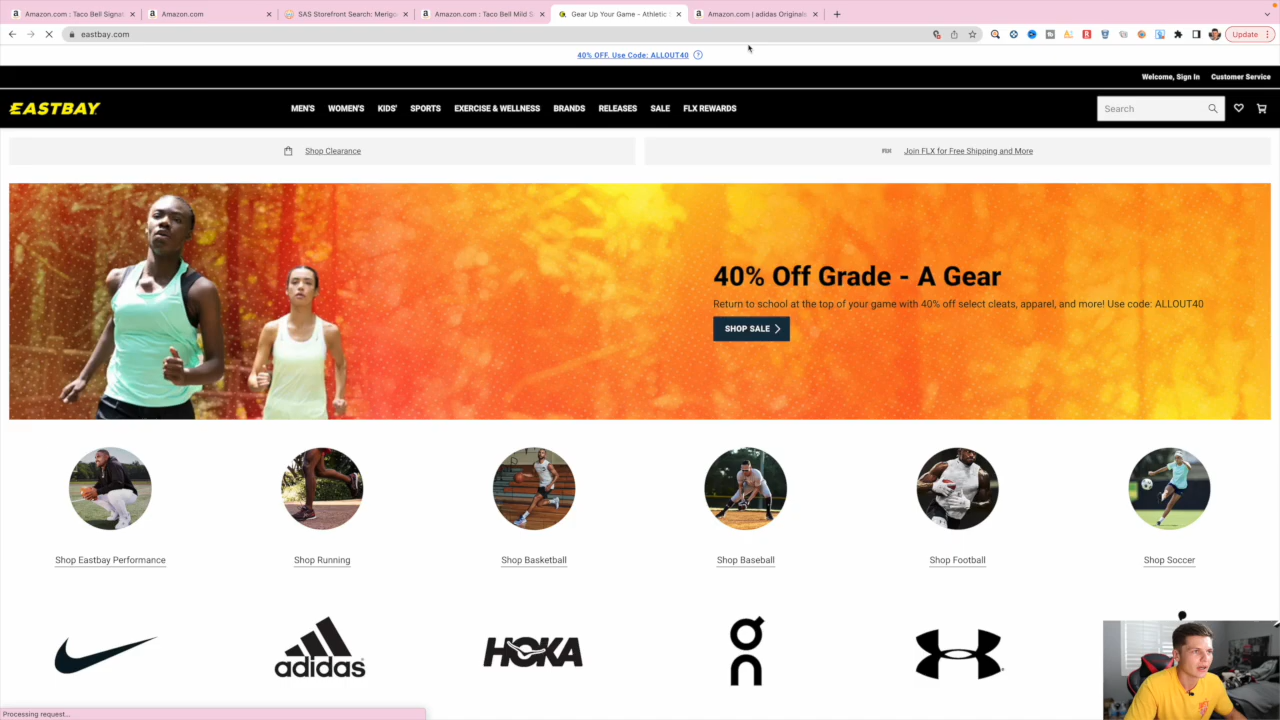 Amazon.com : Taco Bell Signat
Amazon.com
SAS Storefront Search: Merigo
Amazon.com : Taco Bell Mild S
Gear Up Your Game - Athletic
Amazon.com | adidas Originals
eastbay.com
Update
40% OFF. Use Code: ALLOUT40
Welcome, Sign In
Customer Service
EASTBAY
MEN'S
WOMEN'S
KIDS'
SPORTS
EXERCISE & WELLNESS
BRANDS
RELEASES
SALE
FLX REWARDS
Search
Shop Clearance
FLX
Join FLX for Free Shipping and More
40% Off Grade - A Gear
Return to school at the top of your game with 40% off select cleats, apparel, and more! Use code: ALLOUT40
SHOP SALE
Shop Eastbay Performance
Shop Running
Shop Basketball
Shop Baseball
Shop Football
Shop Soccer
adidas
HOKA
on
Processing request...